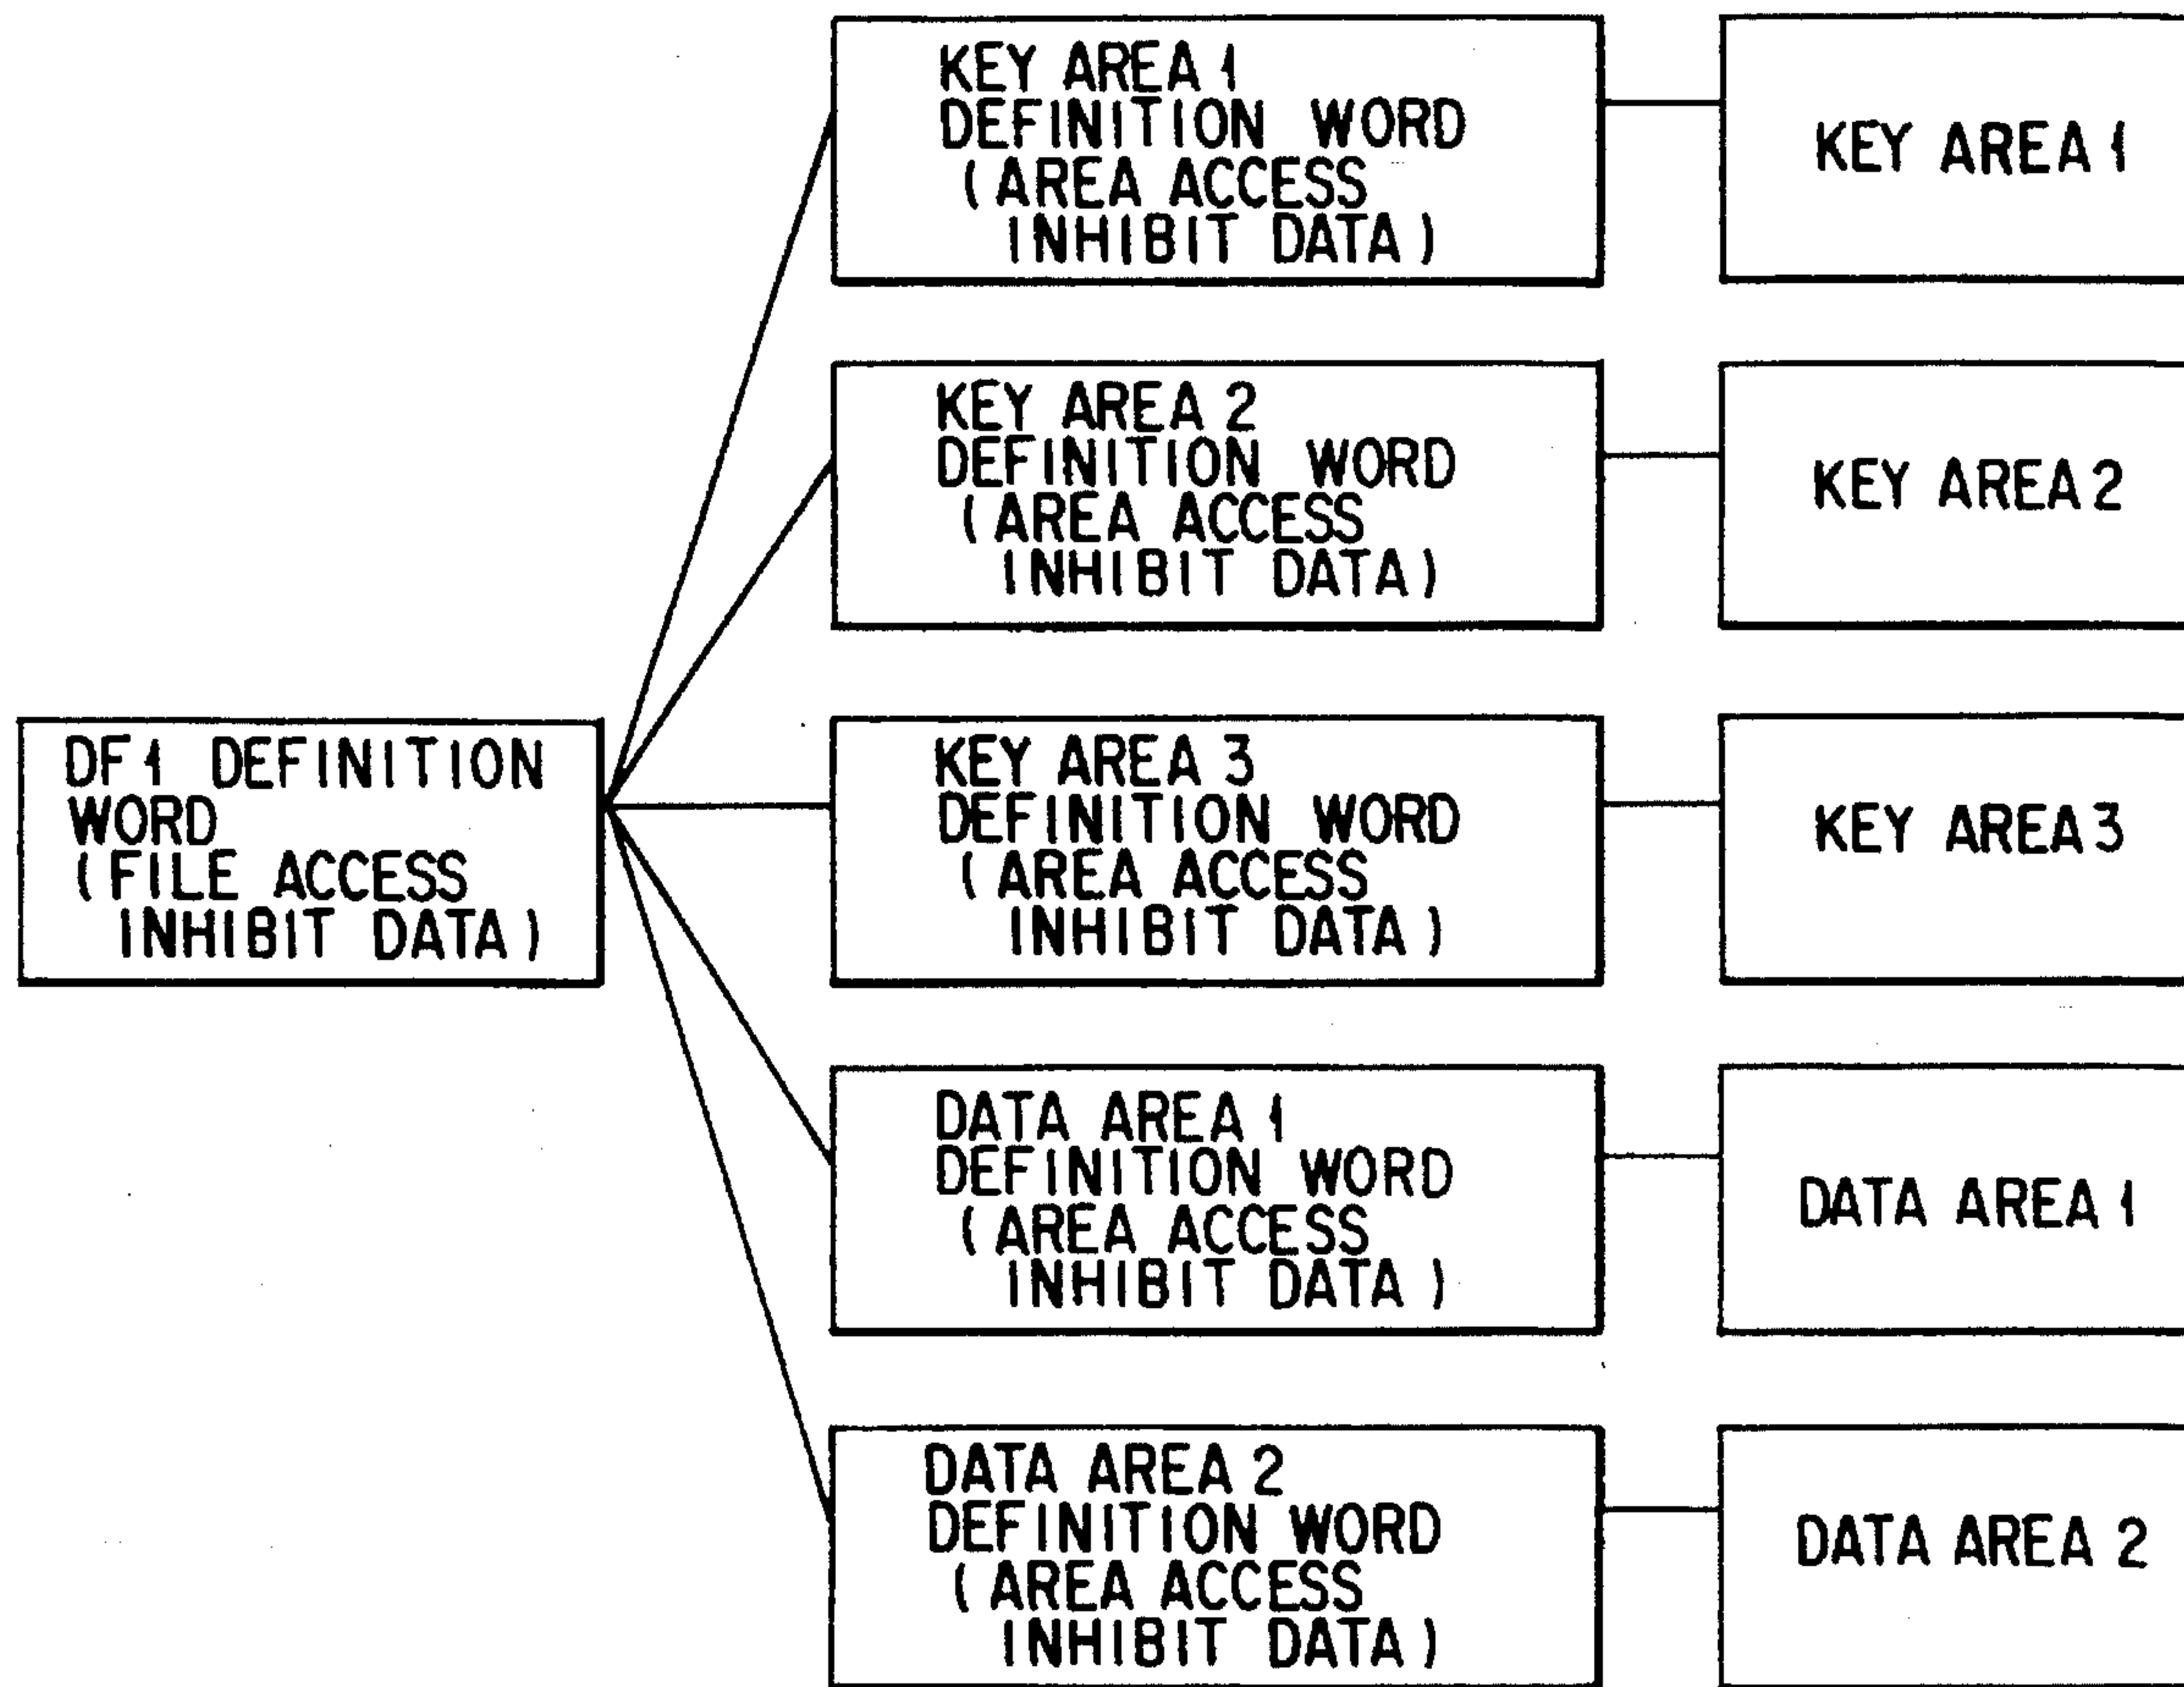 KEY AREA 1
DEFINITION WORD
(AREA ACCESS
INHIBIT DATA)
KEY AREA 1
KEY AREA 2
DEFINITION WORD
(AREA ACCESS
INHIBIT DATA)
KEY AREA 2
DF1 DEFINITION
WORD
(FILE ACCESS
INHIBIT DATA)
KEY AREA 3
DEFINITION WORD
(AREA ACCESS
INHIBIT DATA)
KEY AREA 3
DATA AREA 1
DEFINITION WORD
(AREA ACCESS
INHIBIT DATA)
DATA AREA 1
DATA AREA 2
DEFINITION WORD
(AREA ACCESS
INHIBIT DATA)
DATA AREA 2